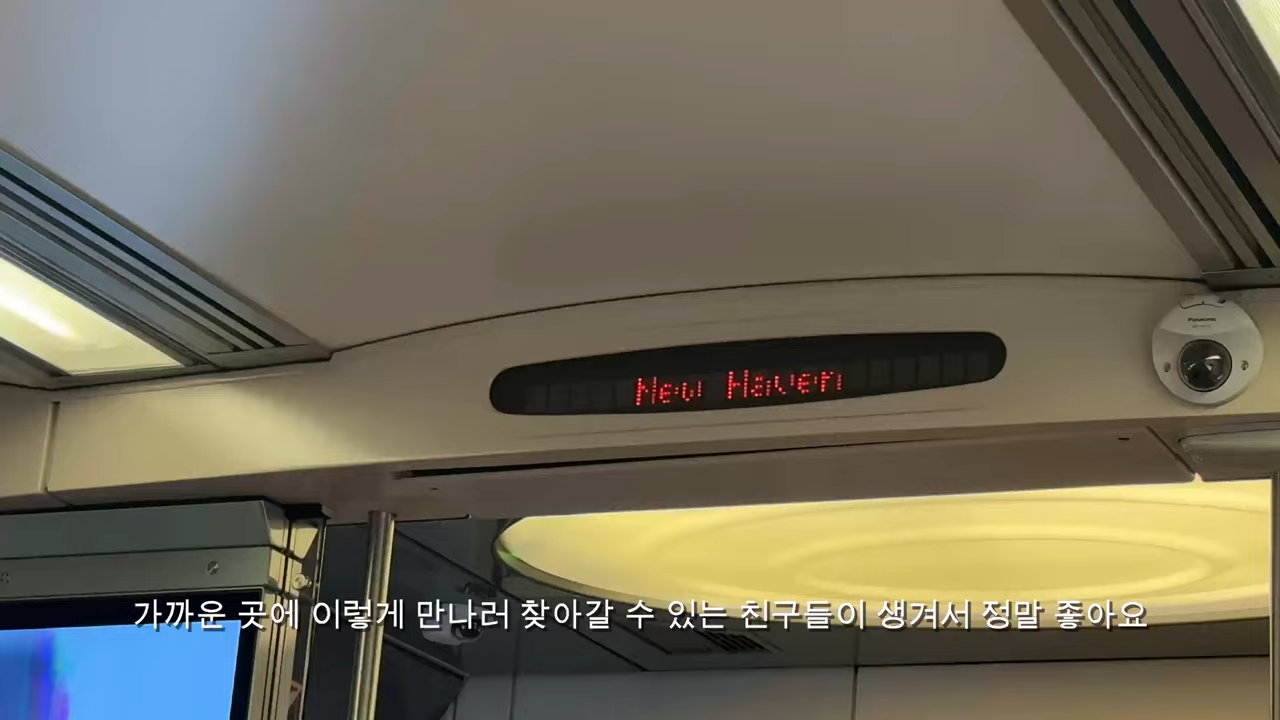 Panasonic
New Haven
가까운 곳에 이렇게 만나러 찾아갈 수 있는 친구들이 생겨서 정말 좋아요